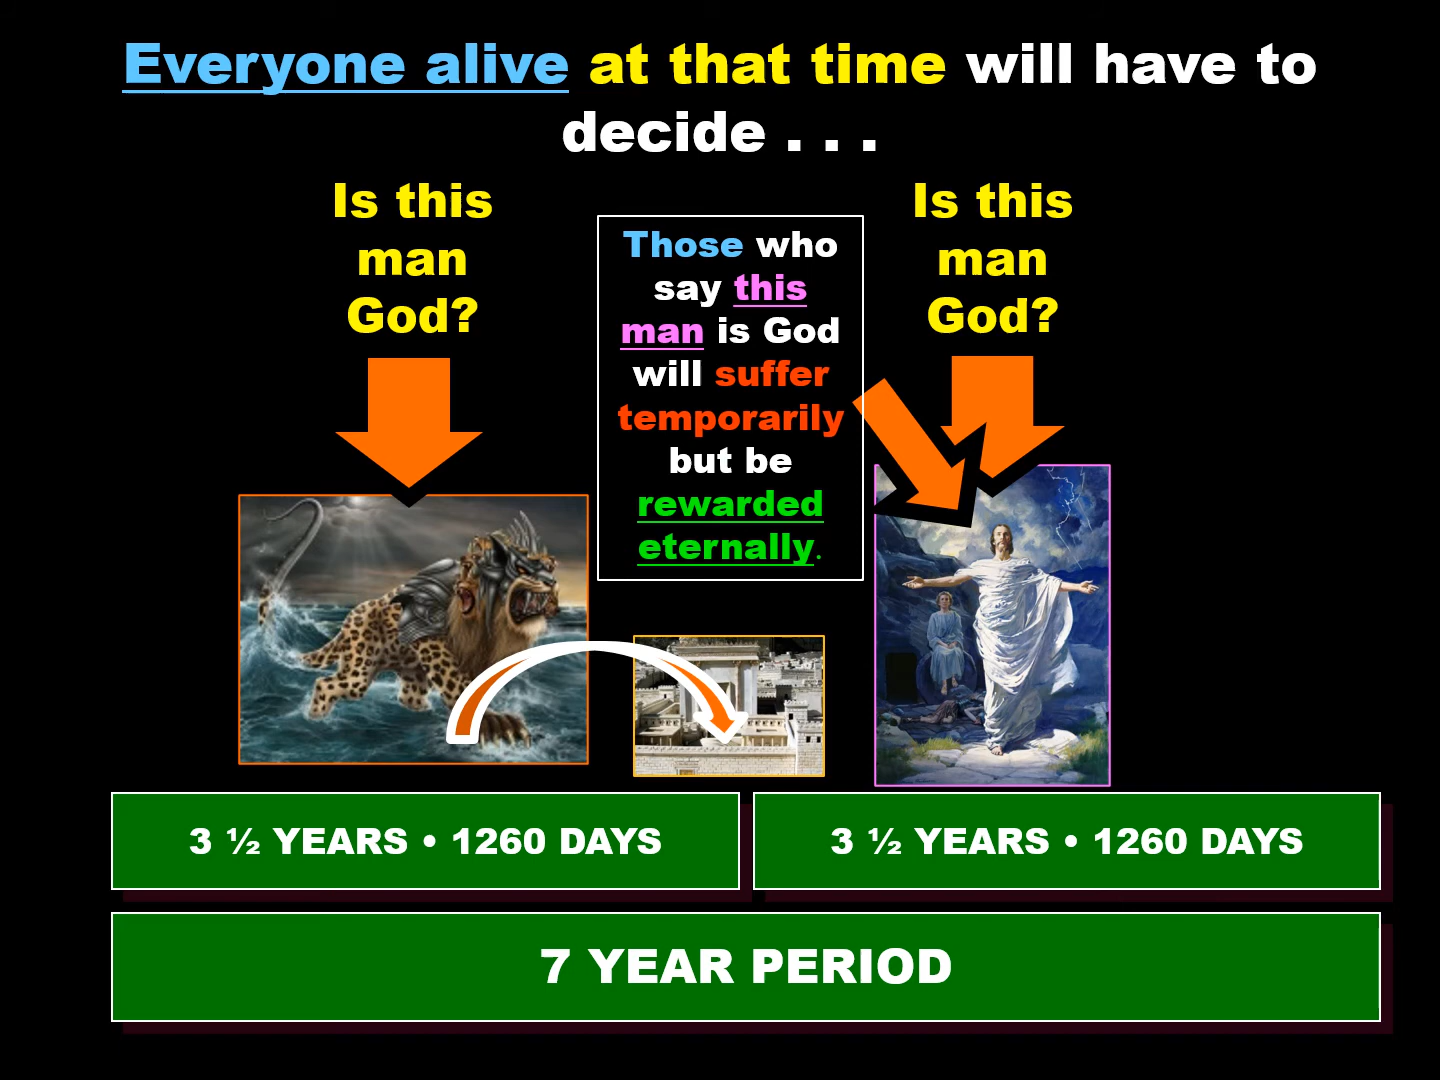 Everyone alive at that time will have to
decide . . .
Is this
man
God?
Those who
say this
man is God
will suffer
temporarily
but be
rewarded
eternally.
Is this
man
God?
3 ½ YEARS • 1260 DAYS
3 ½ YEARS • 1260 DAYS
7 YEAR PERIOD